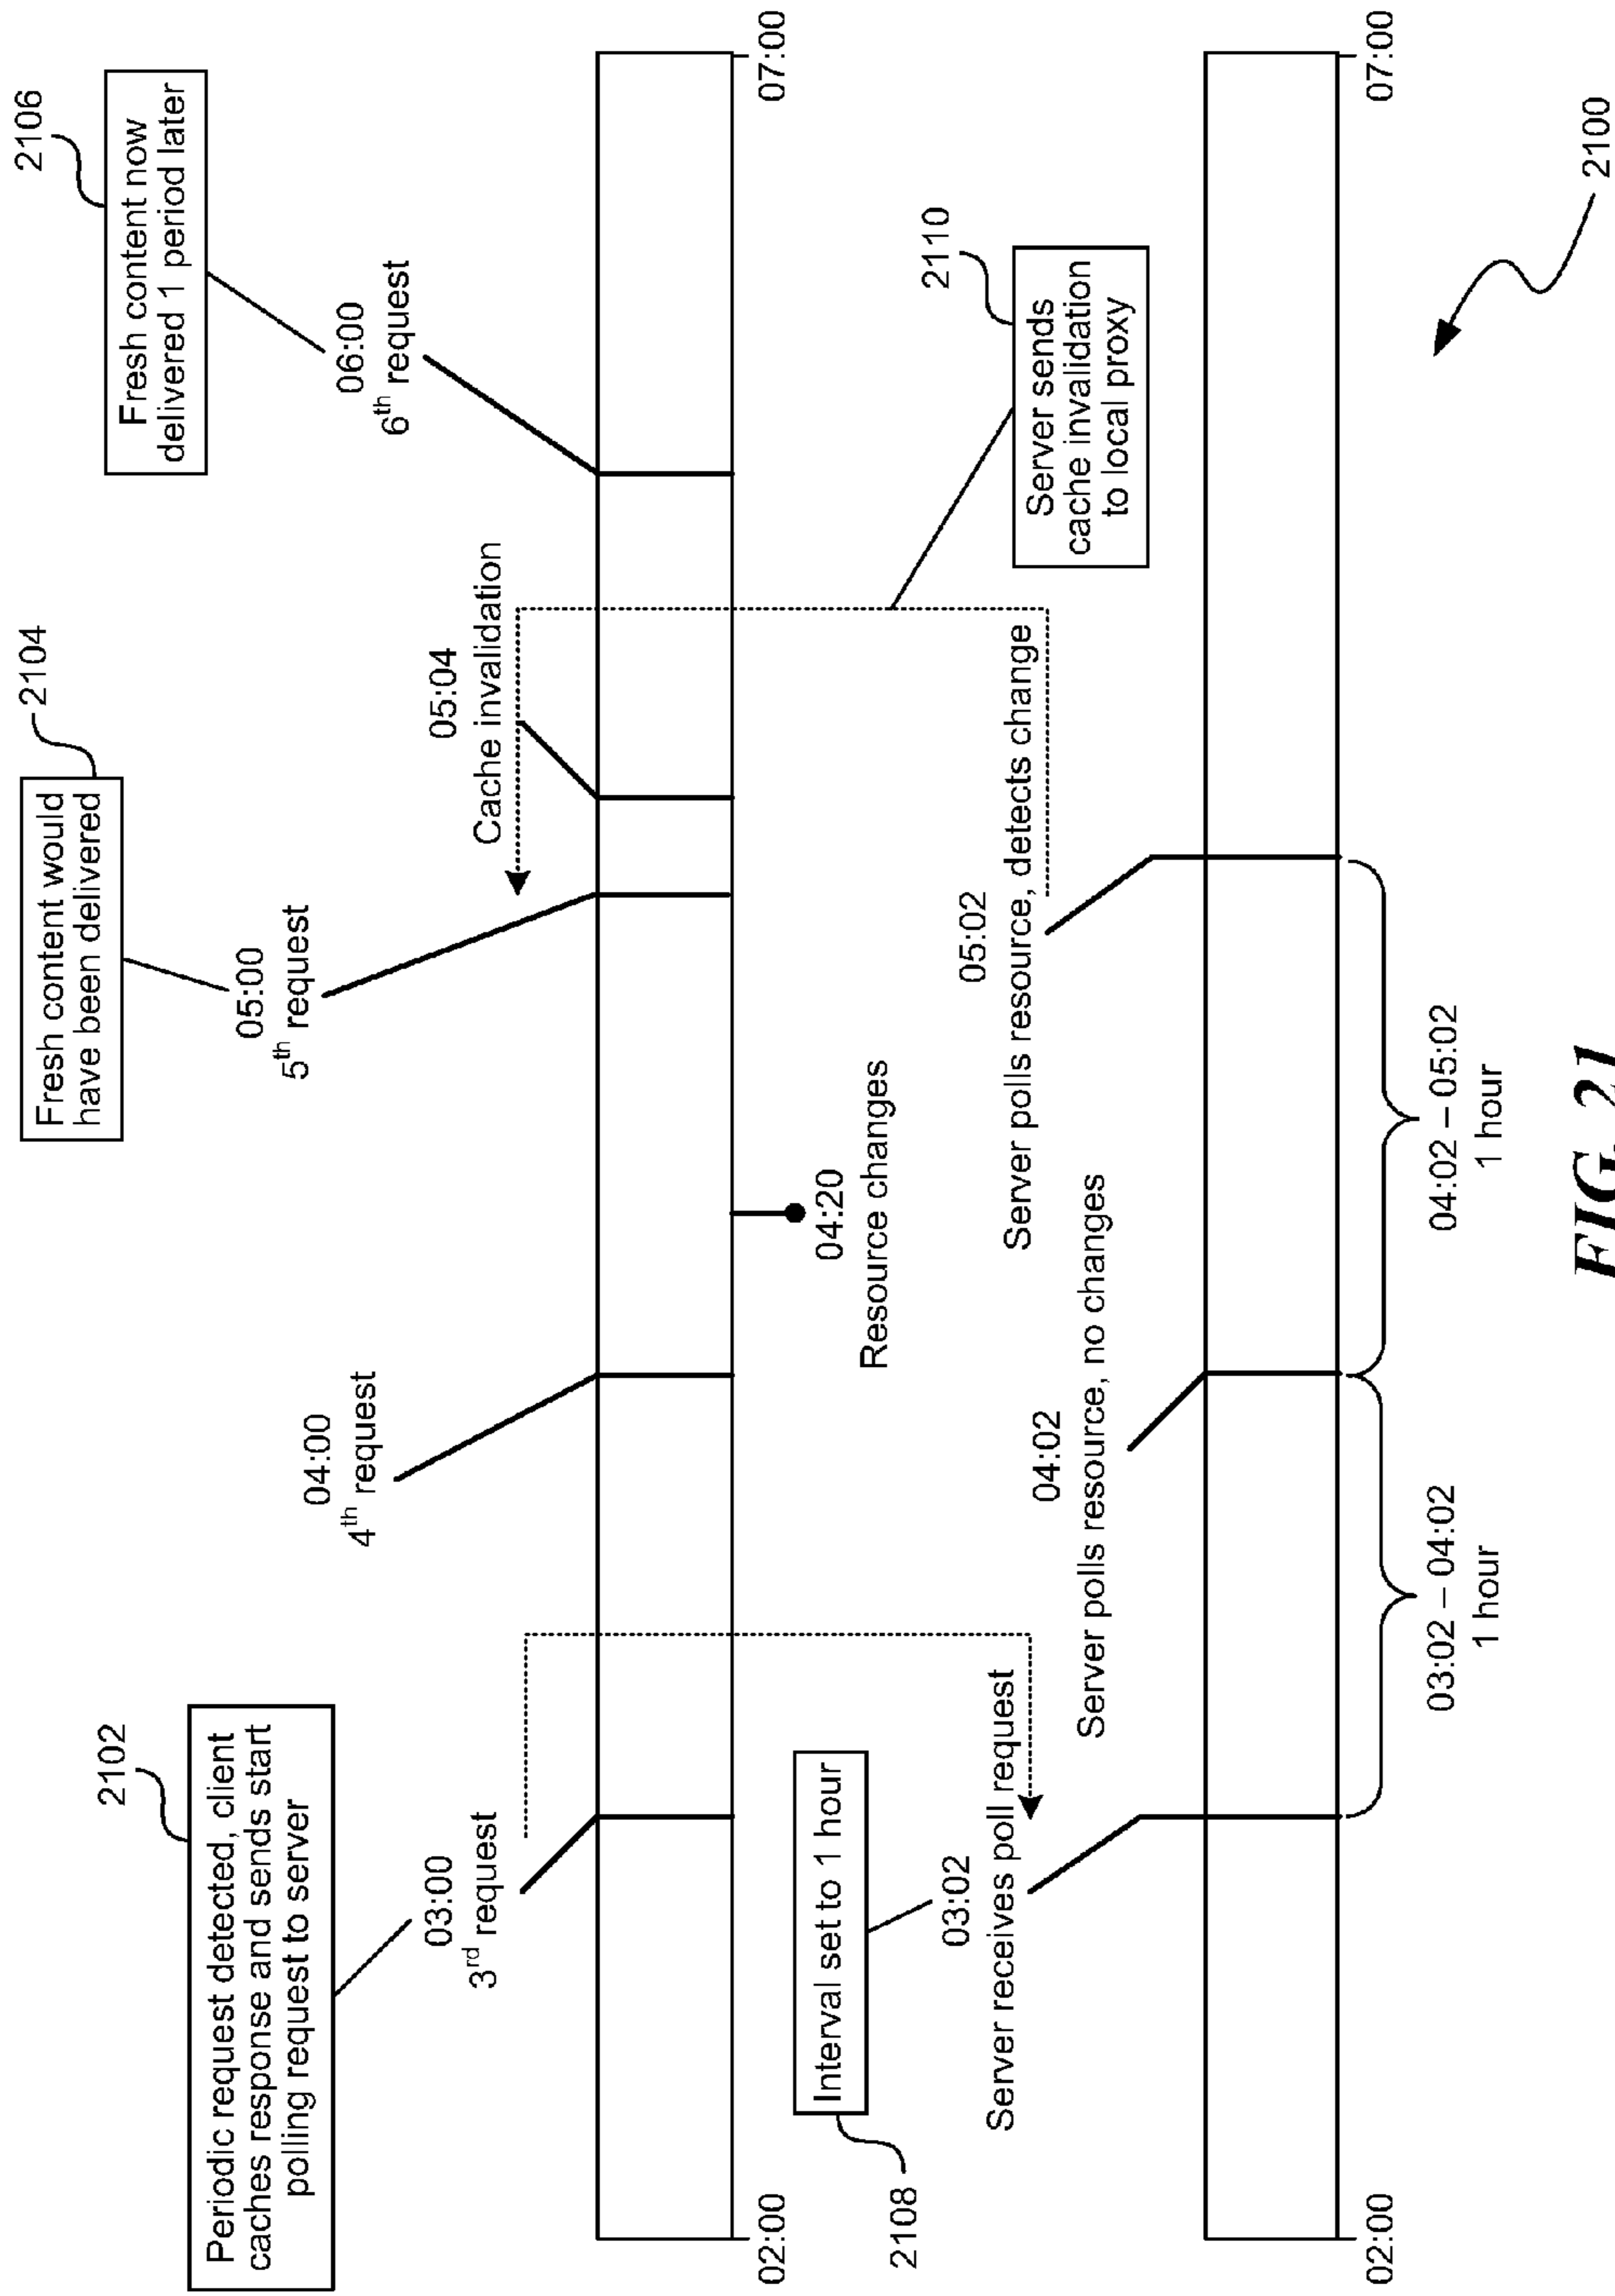 2102
Periodic request detected, client
caches response and sends start
polling request to server
03:00
3rd request
04:00
4th request
2104
Fresh content would
have been delivered
05:00
5th request
05:04
Cache invalidation
2106
Fresh content now
delivered 1 period later
06:00
6th request
02:00
07:00
04:20
Resource changes
2108
Interval set to 1 hour
03:02
Server receives poll request
04:02
Server polls resource, no changes
05:02
Server polls resource, detects change
2110
Server sends
cache invalidation
to local proxy
02:00
07:00
03:02 – 04:02
1 hour
04:02 – 05:02
1 hour
2100
FIG. 21